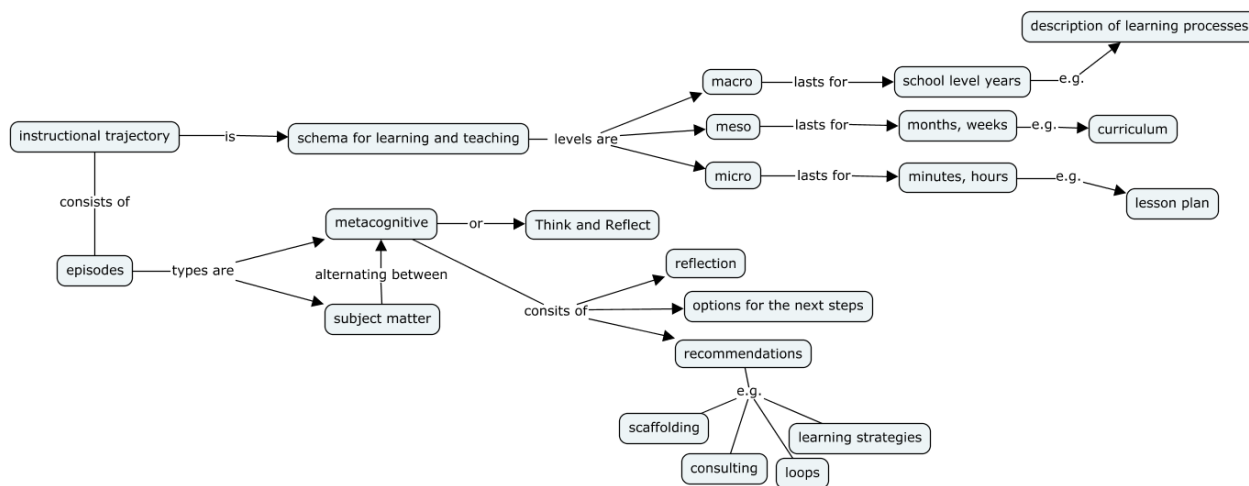 description of learning processes
macro
lasts for
school level years
e.g.
instructional trajectory
is
schema for learning and teaching
levels are
meso
lasts for
months, weeks
e.g.
curriculum
micro
lasts for
minutes, hours
e.g.
lesson plan
consists of
metacognitive
or
Think and Reflect
episodes
types are
alternating between
reflection
subject matter
consits of
options for the next steps
recommendations
e.g.
scaffolding
learning strategies
consulting
loops